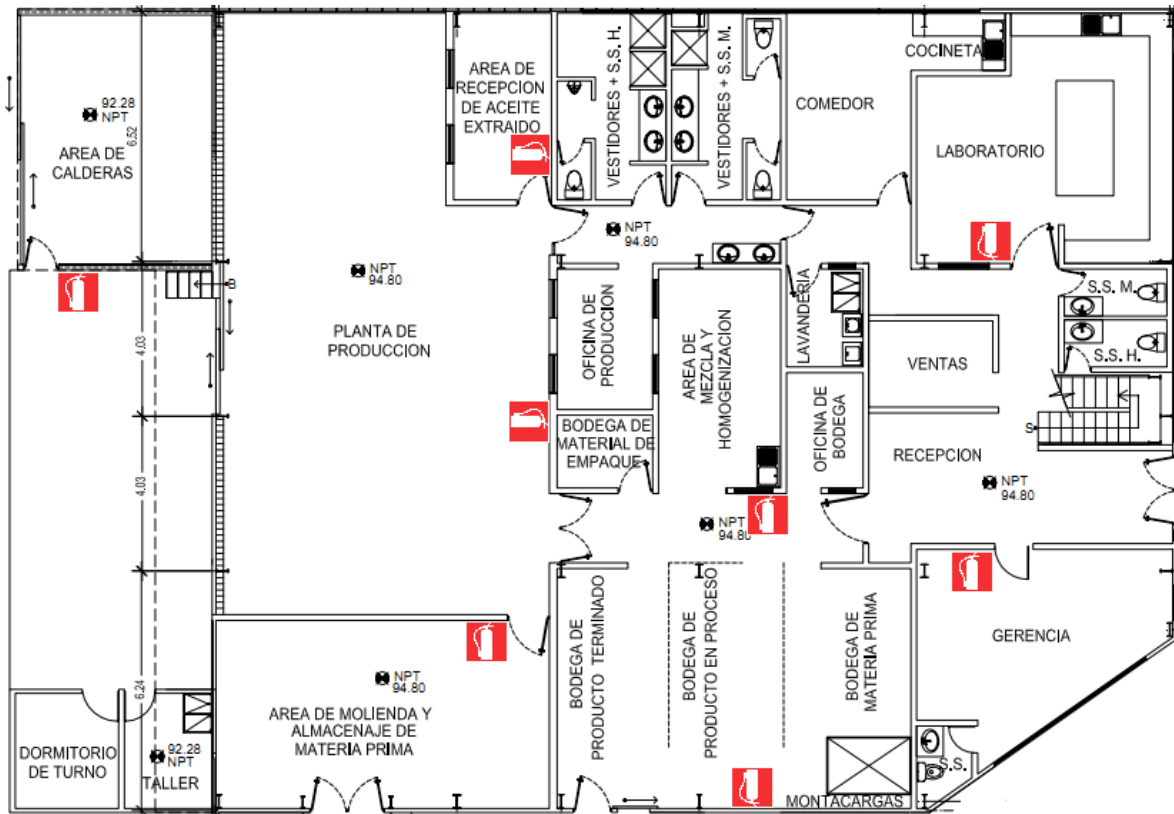 92.28
NPT
AREA DE
CALDERAS
6.52
AREA DE
RECEPCION
DE ACEITE
EXTRAIDO
VESTIDORES + S.S. H.
VESTIDORES + S.S. M.
COMEDOR
COCINETA
LABORATORIO
NPT
94.80
NPT
94.80
B
4.03
PLANTA DE
PRODUCCION
OFICINA DE
PRODUCCION
AREA DE
MEZCLA Y
HOMOGENIZACION
LAVANDERIA
S.S. M.
S.S. H.
VENTAS
BODEGA DE
MATERIAL DE
EMPAQUE
OFICINA DE
BODEGA
S
RECEPCION
NPT
94.80
4.03
NPT
94.80
BODEGA DE
PRODUCTO TERMINADO
BODEGA DE
PRODUCTO EN PROCESO
BODEGA DE
MATERIA PRIMA
GERENCIA
NPT
94.80
6.24
AREA DE MOLIENDA Y
ALMACENAJE DE
MATERIA PRIMA
DORMITORIO
DE TURNO
92.28
NPT
TALLER
S.S.
MONTACARGAS